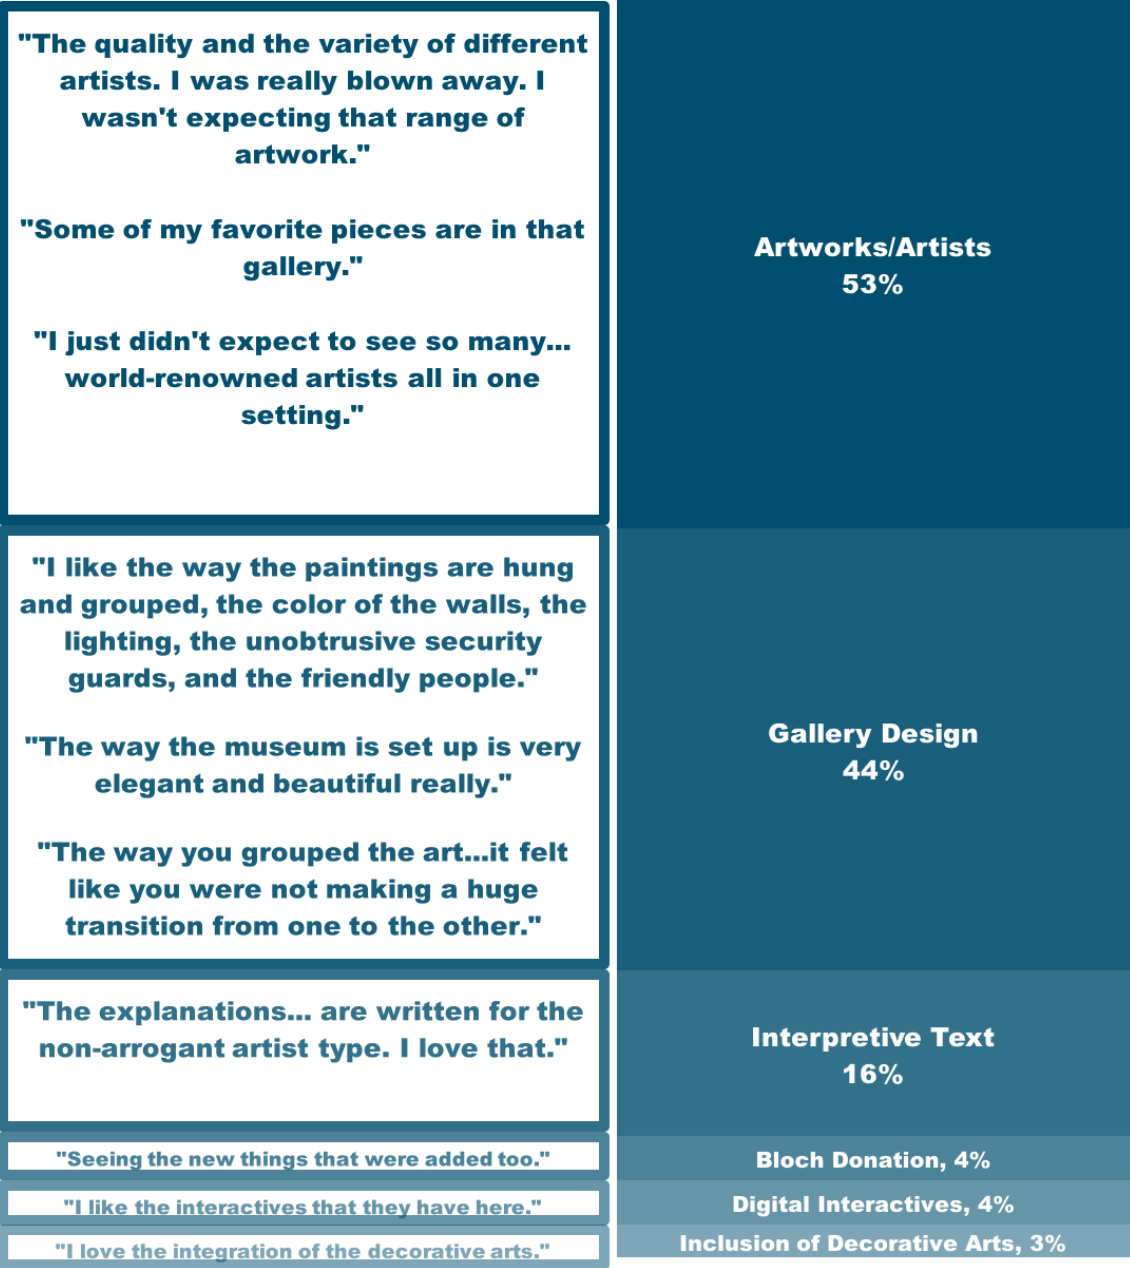 "The quality and the variety of different
artists. I was really blown away. I
wasn't expecting that range of
artwork."
"Some of my favorite pieces are in that
gallery."
"I just didn't expect to see so many...
world-renowned artists all in one
setting."
Artworks/Artists
53%
"I like the way the paintings are hung
and grouped, the color of the walls, the
lighting, the unobtrusive security
guards, and the friendly people."
"The way the museum is set up is very
elegant and beautiful really."
"The way you grouped the art...it felt
like you were not making a huge
transition from one to the other."
Gallery Design
44%
"The explanations... are written for the
non-arrogant artist type. I love that."
Interpretive Text
16%
"Seeing the new things that were added too."
Bloch Donation, 4%
"I like the interactives that they have here."
Digital Interactives, 4%
"I love the integration of the decorative arts."
Inclusion of Decorative Arts, 3%